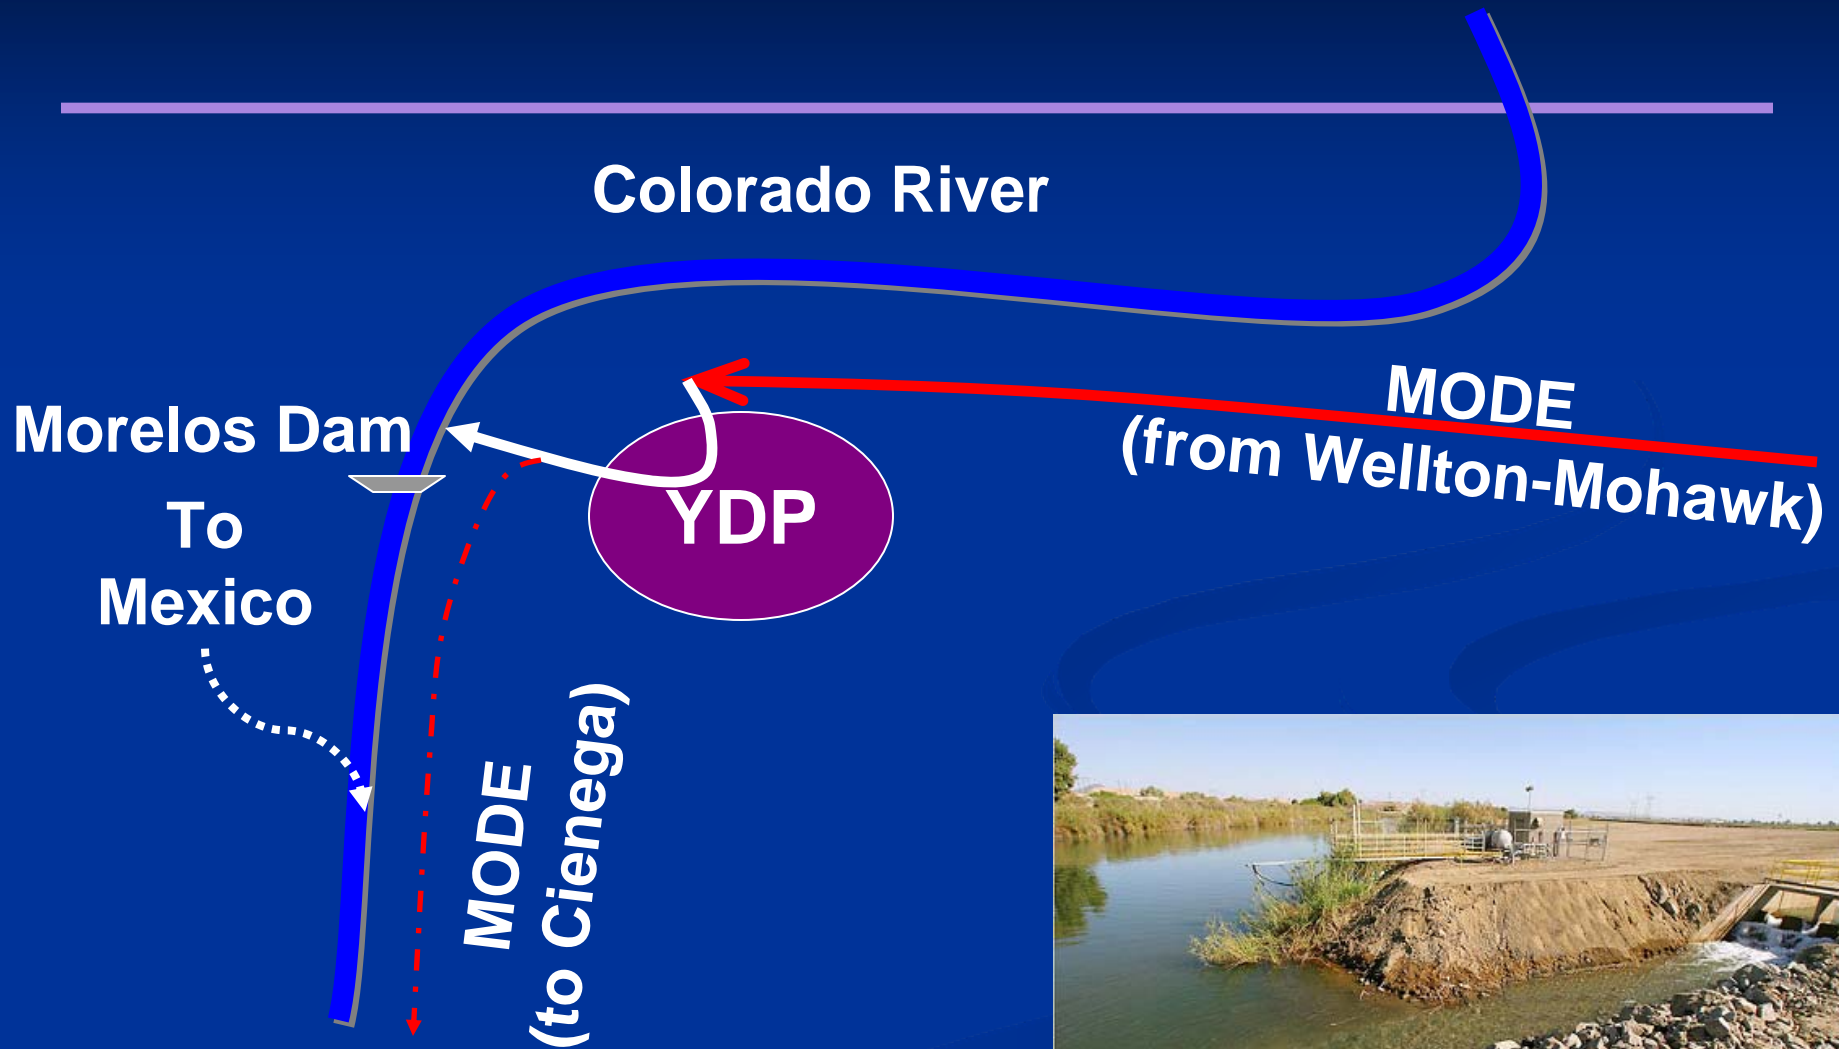 Colorado River
MODE
(from Wellton-Mohawk)
Morelos Dam
To
Mexico
YDP
MODE
(to Cienega)